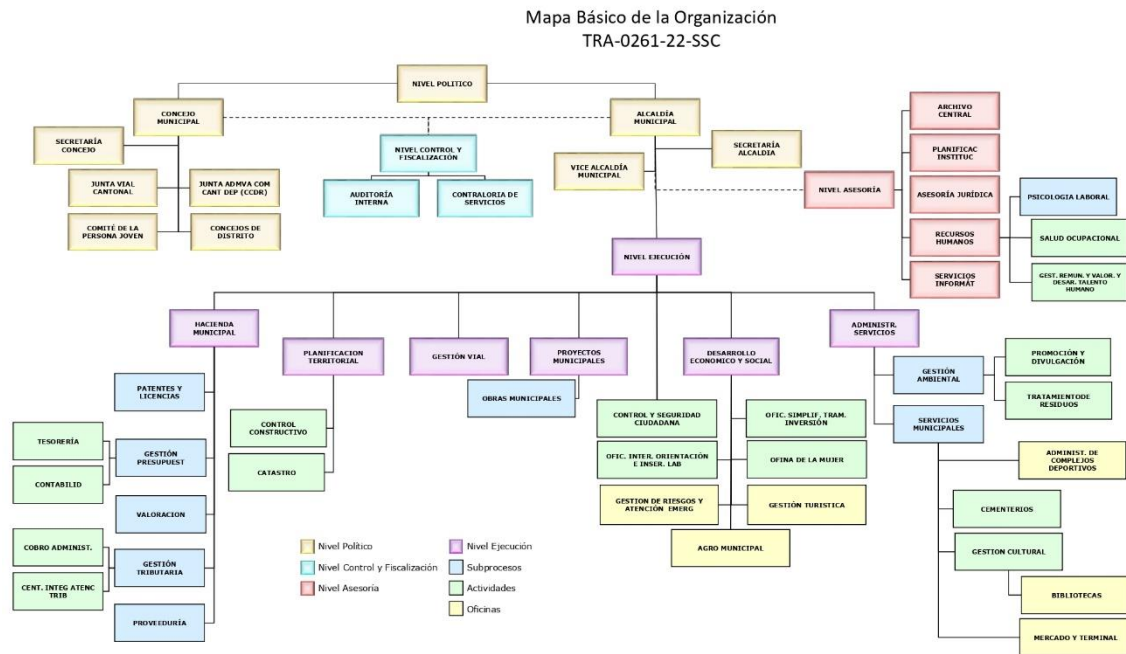 Mapa Básico de la Organización
TRA-0261-22-SSC
NIVEL POLITICO
CONCEJO
MUNICIPAL
ALCALDÍA
MUNICIPAL
SECRETARÍA
CONCEJO
JUNTA VIAL
CANTONAL
JUNTA ADMVA COM
CANT DEP (CCDR)
COMITÉ DE LA
PERSONA JOVEN
CONCEJOS DE
DISTRITO
NIVEL CONTROL Y
FISCALIZACIÓN
AUDITORÍA
INTERNA
CONTRALORIA DE
SERVICIOS
SECRETARÍA
ALCALDIA
VICE ALCALDÍA
MUNICIPAL
NIVEL ASESORÍA
ARCHIVO
CENTRAL
PLANIFICAC
INSTITUC
ASESORÍA JURÍDICA
RECURSOS
HUMANOS
SERVICIOS
INFORMÁT
PSICOLOGIA LABORAL
SALUD OCUPACIONAL
GEST. REMUN. Y VALOR. Y
DESAR. TALENTO
HUMANO
NIVEL EJECUCIÓN
HACIENDA
MUNICIPAL
PLANIFICACION
TERRITORIAL
GESTIÓN VIAL
PROYECTOS
MUNICIPALES
DESARROLLO
ECONOMICO Y SOCIAL
ADMINISTR.
SERVICIOS
PATENTES Y
LICENCIAS
TESORERÍA
GESTIÓN
PRESUPUEST
CONTABILID
VALORACION
COBRO ADMINIST.
GESTIÓN
TRIBUTARIA
CENT. INTEG ATENC
TRIB
PROVEEDURÍA
CONTROL
CONSTRUCTIVO
CATASTRO
OBRAS MUNICIPALES
CONTROL Y SEGURIDAD
CIUDADANA
OFIC. SIMPLIF, TRAM.
INVERSIÓN
OFIC. INTER. ORIENTACIÓN
E INSER. LAB
OFINA DE LA MUJER
GESTION DE RIESGOS Y
ATENCIÓN EMERG
GESTIÓN TURISTICA
AGRO MUNICIPAL
GESTIÓN
AMBIENTAL
PROMOCIÓN Y
DIVULGACIÓN
TRATAMIENTODE
RESIDUOS
SERVICIOS
MUNICIPALES
ADMINIST. DE
COMPLEJOS
DEPORTIVOS
CEMENTERIOS
GESTION CULTURAL
BIBLIOTECAS
MERCADO Y TERMINAL
Nivel Político
Nivel Control y Fiscalización
Nivel Asesoría
Nivel Ejecución
Subprocesos
Actividades
Oficinas